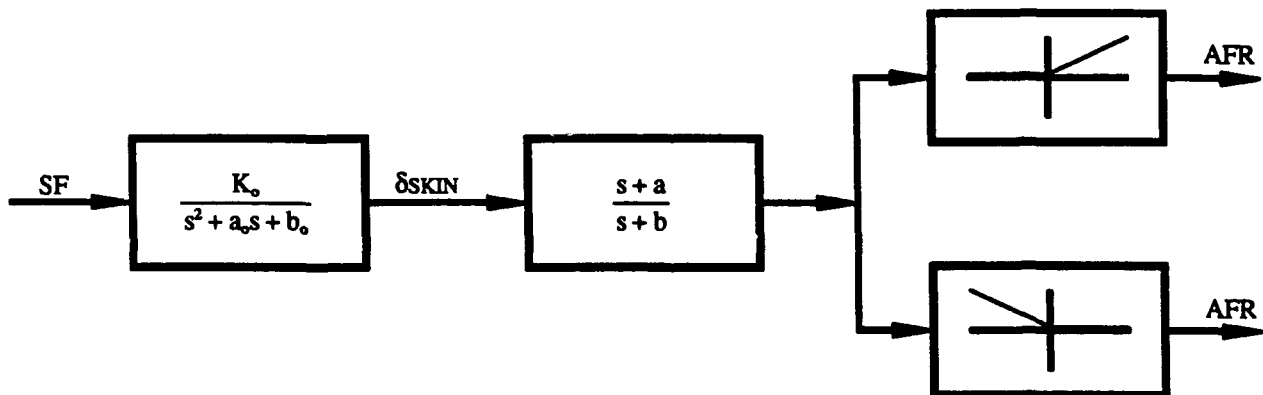 AFR
SF
K₀
s² + a₀s + b₀
δSKIN
s + a
s + b
AFR